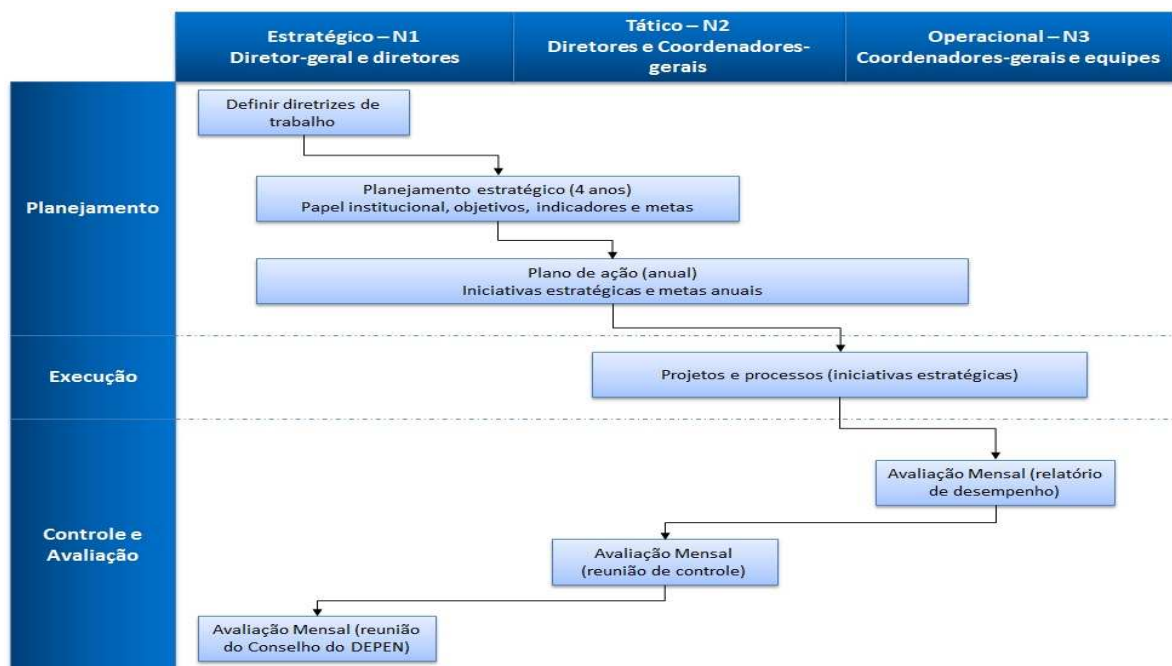 Estratégico – N1
Diretor-geral e diretores
Tático – N2
Diretores e Coordenadores-
gerais
Operacional – N3
Coordenadores-gerais e equipes
Planejamento
Definir diretrizes de
trabalho
Planejamento estratégico (4 anos)
Papel institucional, objetivos, indicadores e metas
Plano de ação (anual)
Iniciativas estratégicas e metas anuais
Execução
Projetos e processos (iniciativas estratégicas)
Controle e
Avaliação
Avaliação Mensal (relatório
de desempenho)
Avaliação Mensal
(reunião de controle)
Avaliação Mensal (reunião
do Conselho do DEPEN)